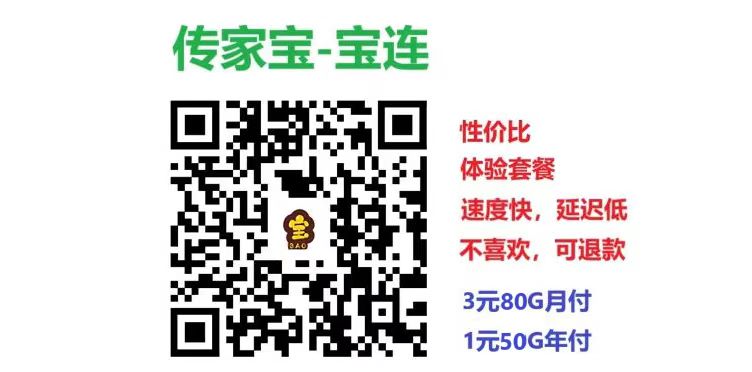 传家宝-宝连
性价比
体验套餐
速度快，延迟低
不喜欢，可退款
宝
BAO
3元80G月付
1元50G年付